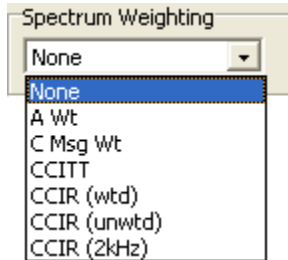 Spectrum Weighting
None
None
A Wt
C Msg Wt
CCITT
CCIR (wtd)
CCIR (unwtd)
CCIR (2kHz)